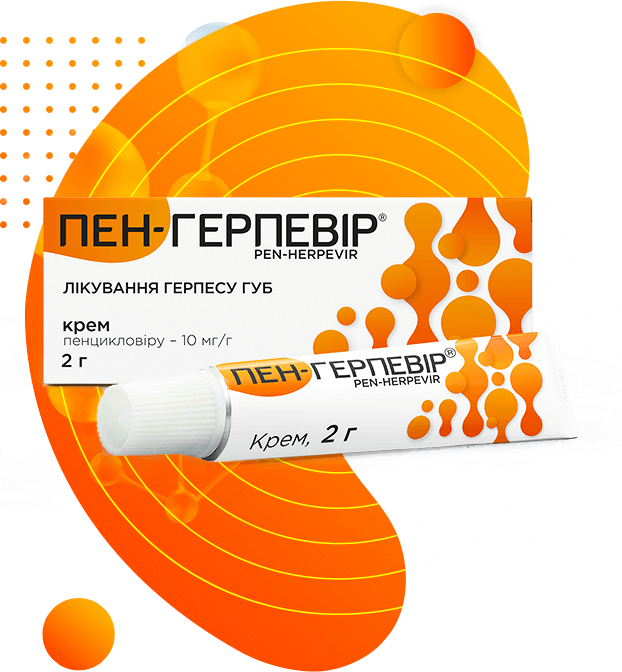 ПЕН-ГЕРПЕВІР®
PEN-HERPEVIR
ЛІКУВАННЯ ГЕРПЕСУ ГУБ
крем
пенцикловіру – 10 мг/г
2 г
ПЕН-ГЕРПЕВІР®
PEN-HERPEVIR
Крем, 2 г